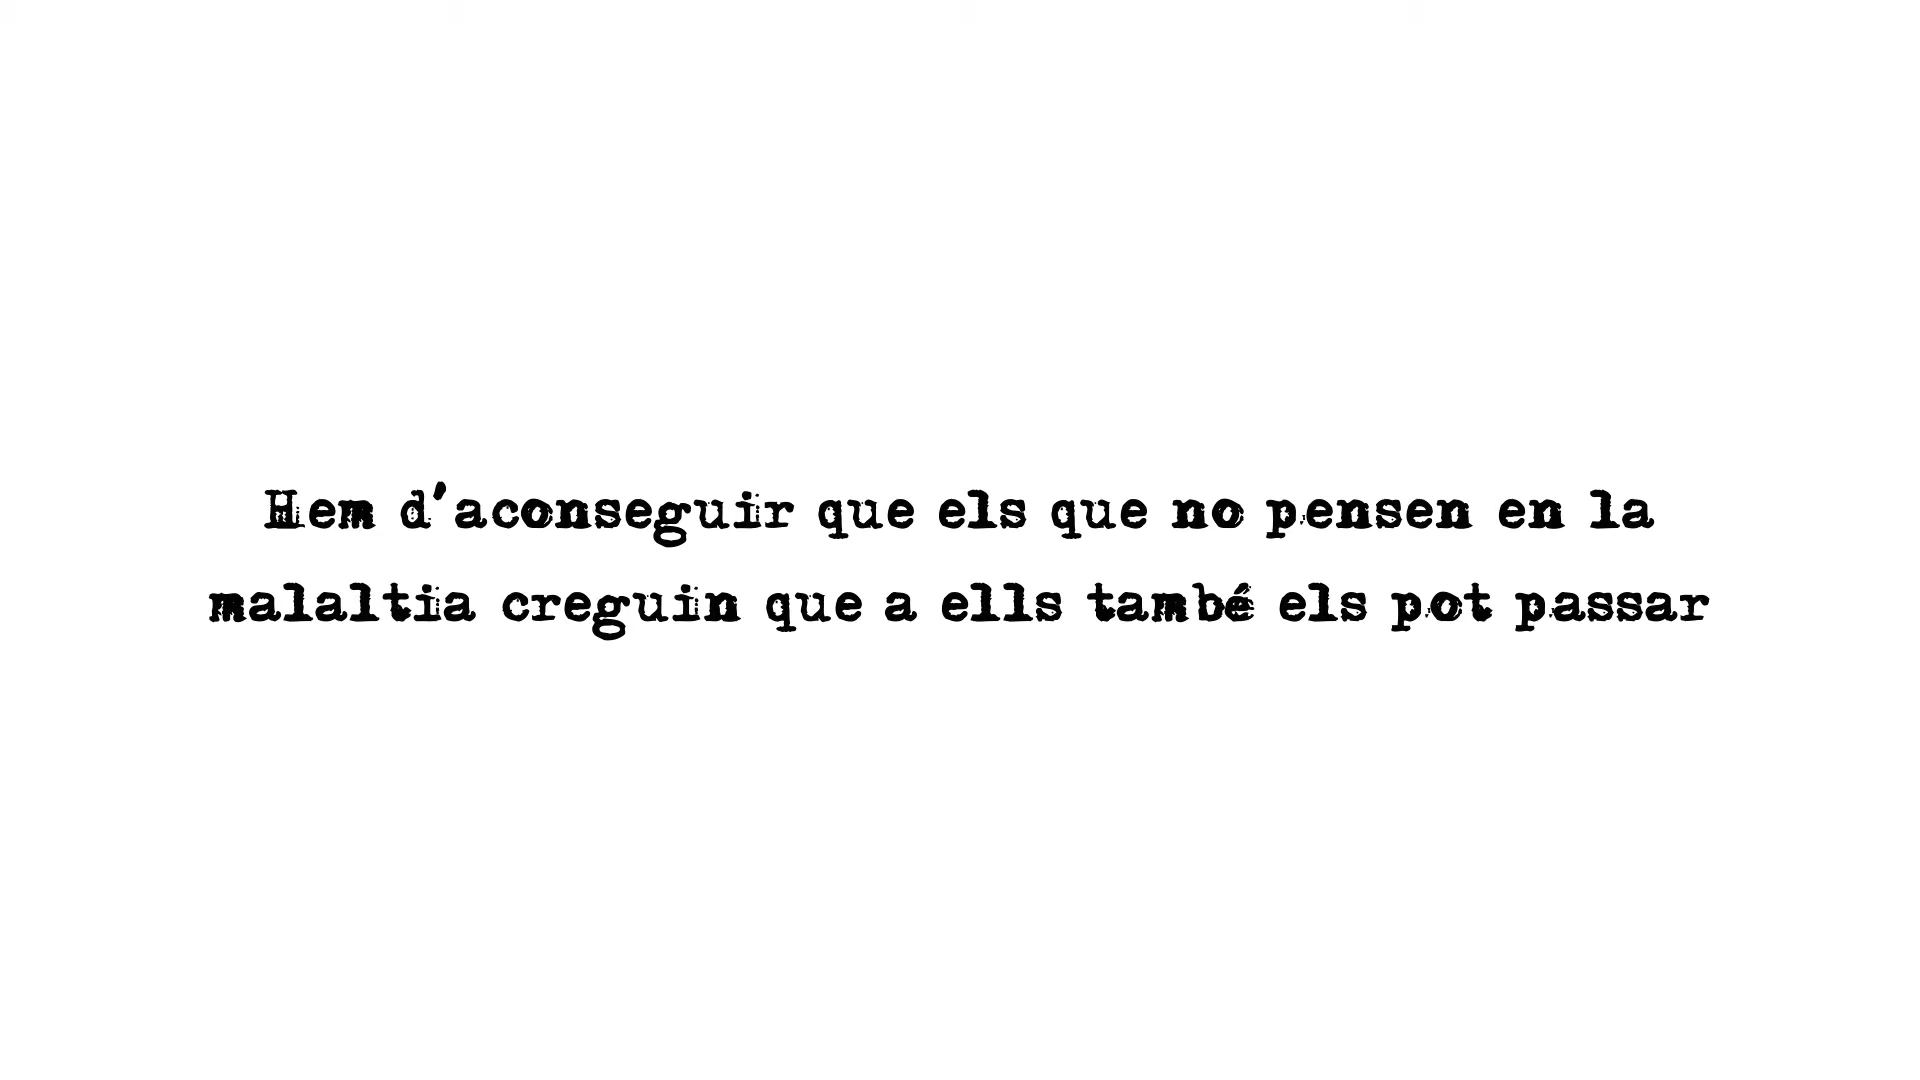 Hem d'aconseguir que els que no pensen en la
malaltia creguin que a ells també els pot passar